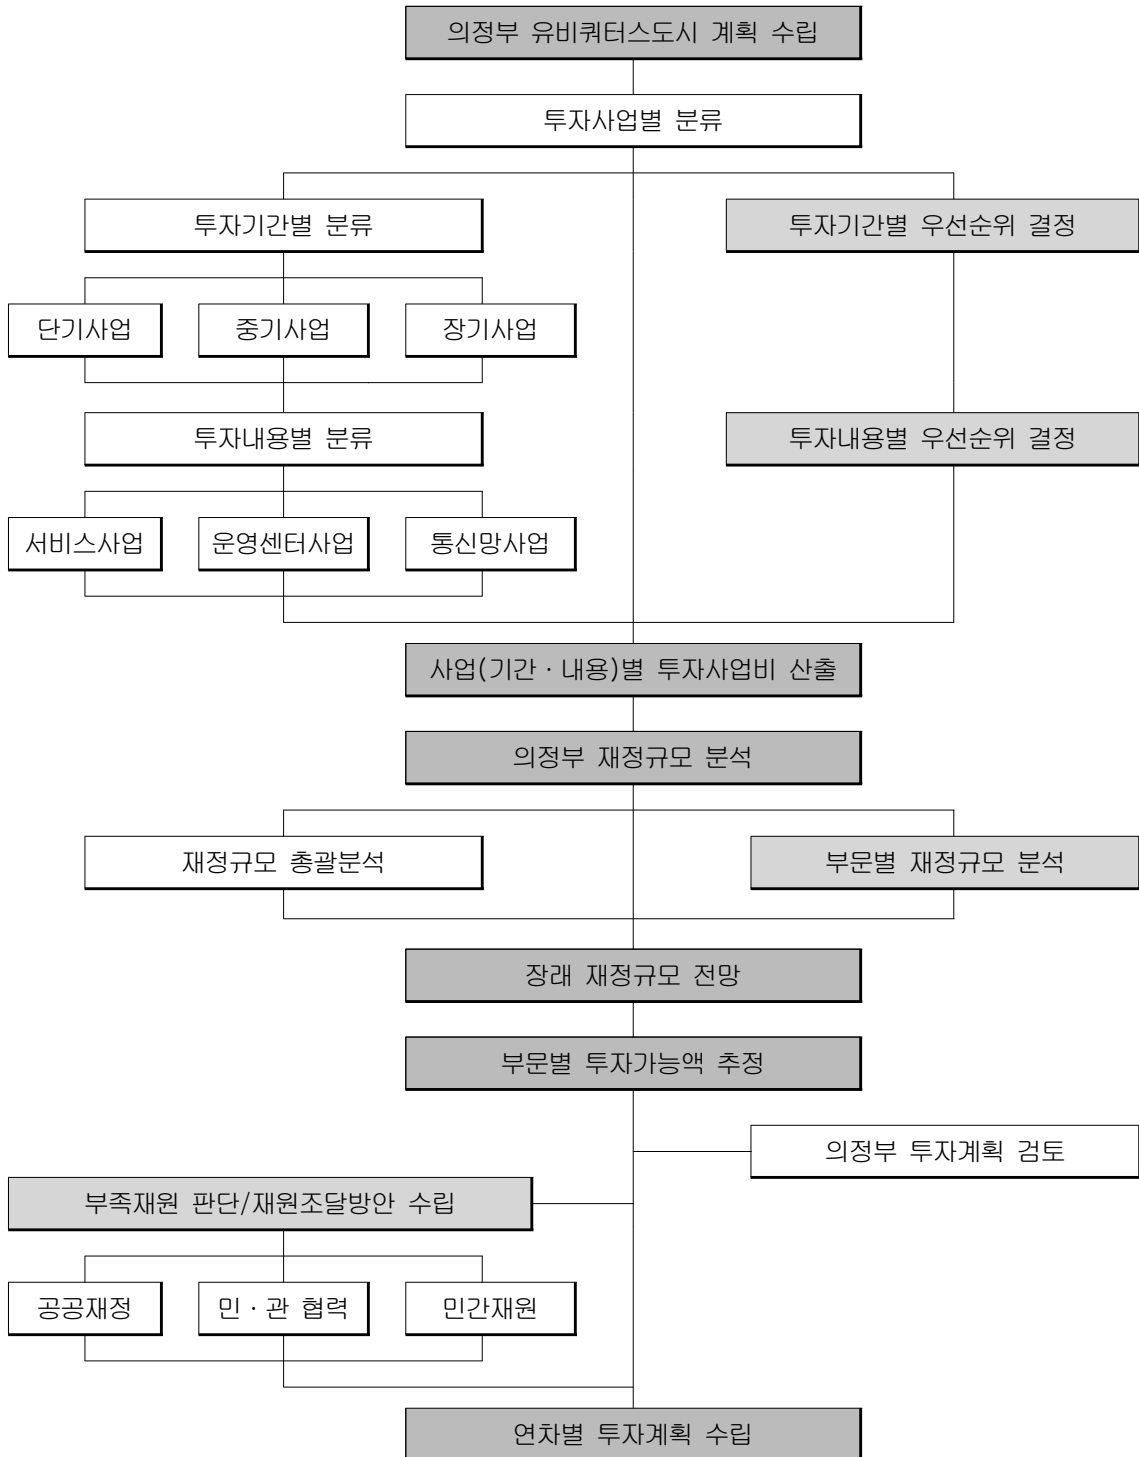 의정부 유비쿼터스도시 계획 수립
투자사업별 분류
투자기간별 분류
투자기간별 우선순위 결정
단기사업
중기사업
장기사업
투자내용별 분류
투자내용별 우선순위 결정
서비스사업
운영센터사업
통신망사업
사업(기간·내용)별 투자사업비 산출
의정부 재정규모 분석
재정규모 총괄분석
부문별 재정규모 분석
장래 재정규모 전망
부문별 투자가능액 추정
의정부 투자계획 검토
부족재원 판단/재원조달방안 수립
공공재정
민·관 협력
민간재원
연차별 투자계획 수립